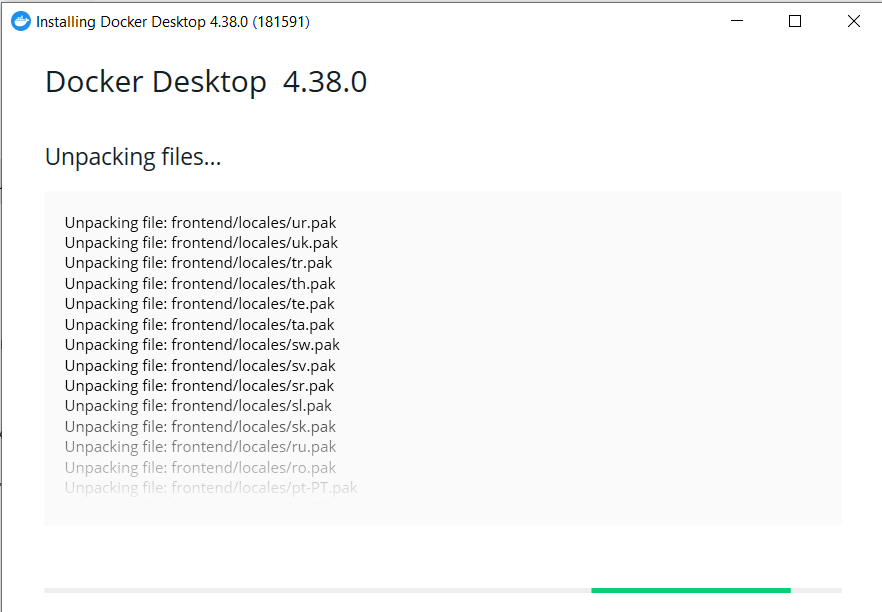 Installing Docker Desktop 4.38.0 (181591)
Docker Desktop 4.38.0
Unpacking files...
Unpacking file: frontend/locales/ur.pak
Unpacking file: frontend/locales/uk.pak
Unpacking file: frontend/locales/tr.pak
Unpacking file: frontend/locales/th.pak
Unpacking file: frontend/locales/te.pak
Unpacking file: frontend/locales/ta.pak
Unpacking file: frontend/locales/sw.pak
Unpacking file: frontend/locales/sv.pak
Unpacking file: frontend/locales/sr.pak
Unpacking file: frontend/locales/sl.pak
Unpacking file: frontend/locales/sk.pak
Unpacking file: frontend/locales/ru.pak
Unpacking file: frontend/locales/ro.pak
Unpacking file: frontend/locales/pt-PT.pak